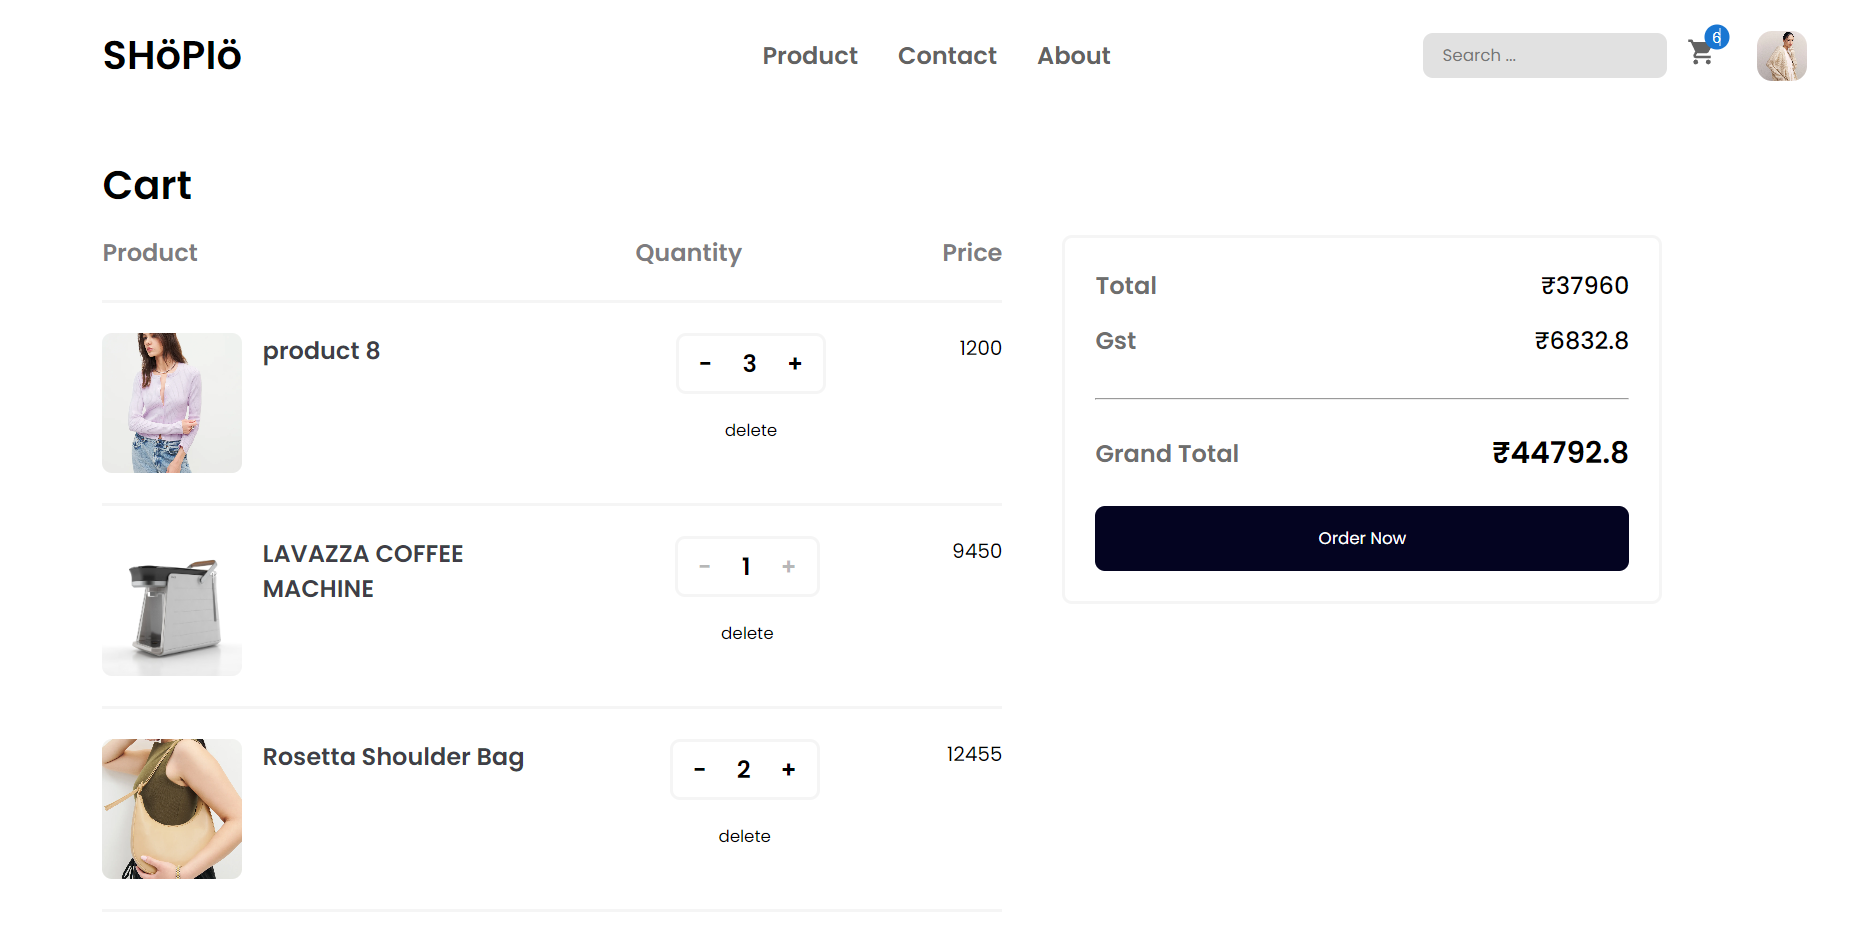 SHöPlö
Product Contact About
Search ...
6
Cart
Product Quantity Price
product 8
- 3 +
1200
delete
LAVAZZA COFFEE
MACHINE
- 1 +
9450
delete
Rosetta Shoulder Bag
- 2 +
12455
delete
Total ₹37960
Gst ₹6832.8
Grand Total ₹44792.8
Order Now